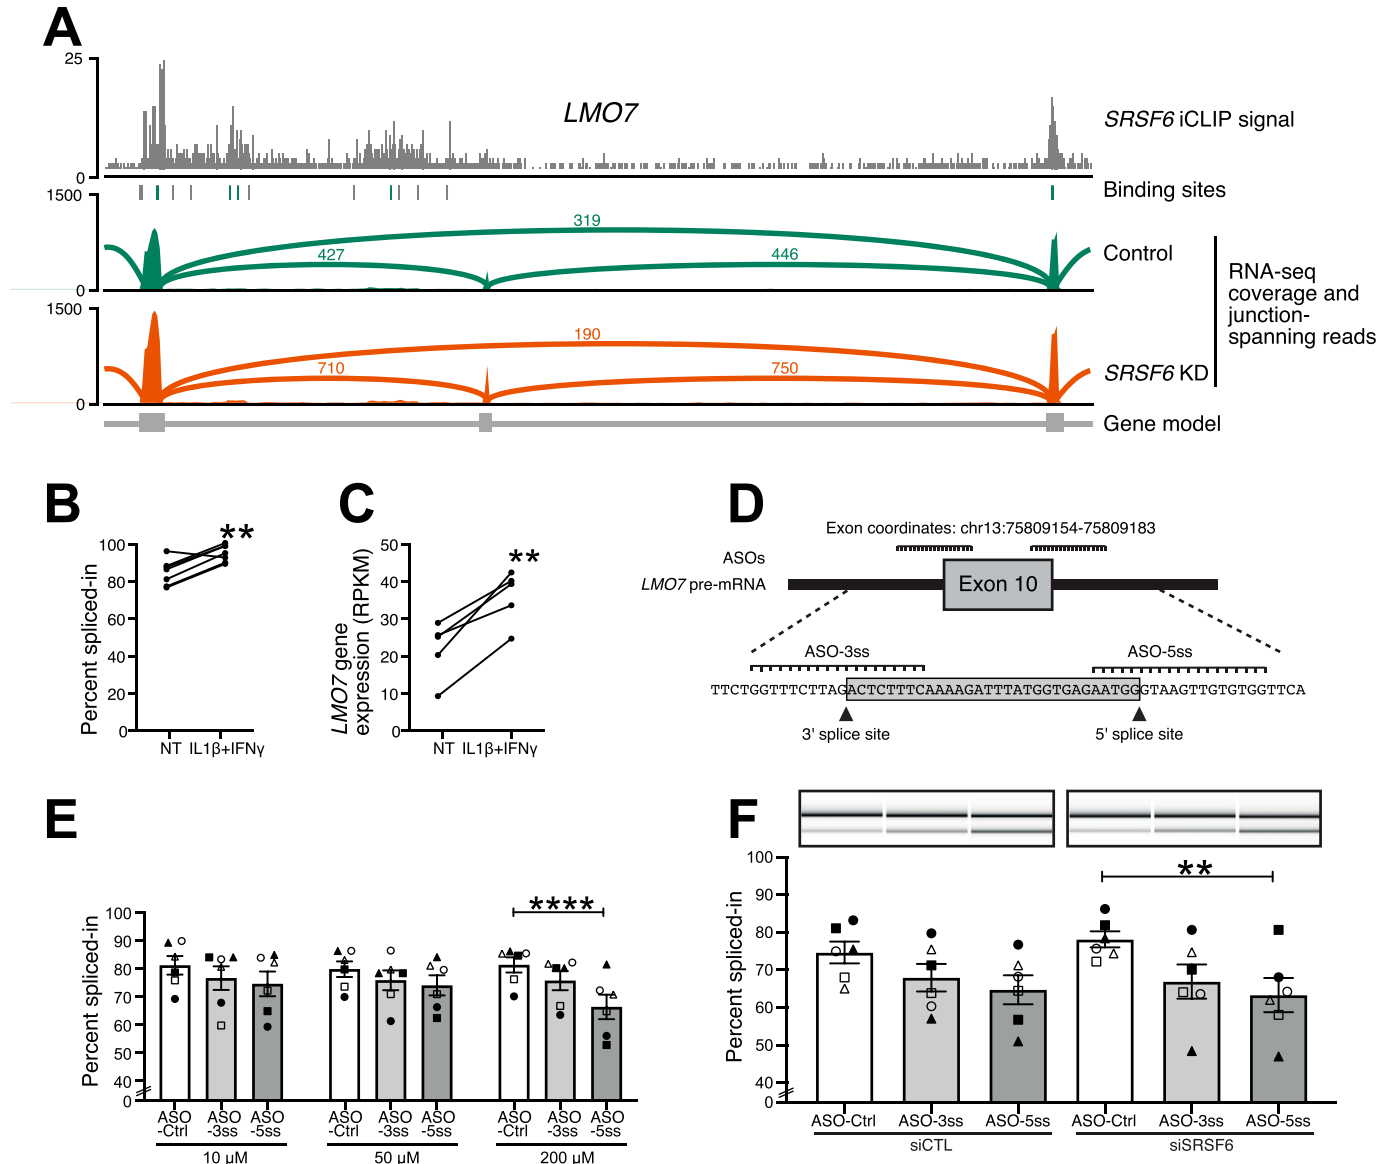 A
25
0
LMO7
SRSF6 iCLIP signal
Binding sites
1500
0
319
427
446
Control
1500
0
190
710
750
SRSF6 KD
RNA-seq
coverage and
junction-
spanning reads
Gene model
B
Percent spliced-in
100
80
60
40
20
0
**
NT IL1β+IFNγ
C
LMO7 gene
expression (RPKM)
50
40
30
20
10
0
**
NT IL1β+IFNγ
D
Exon coordinates: chr13:75809154-75809183
ASOs
LMO7 pre-mRNA
Exon 10
ASO-3ss
ASO-5ss
TTCTGGTTTCTTAGACTCTTTCAAAAGATTTATGGTGAGAATGGGTAAGTTGTGTGGTTCA
3' splice site
5' splice site
E
Percent spliced-in
100
90
80
70
60
50
40
0
****
ASO
-Ctrl
ASO
-3ss
ASO
-5ss
10 µM
ASO
-Ctrl
ASO
-3ss
ASO
-5ss
50 µM
ASO
-Ctrl
ASO
-3ss
ASO
-5ss
200 µM
F
Percent spliced-in
100
90
80
70
60
50
40
0
**
ASO-Ctrl ASO-3ss ASO-5ss
siCTL
ASO-Ctrl ASO-3ss ASO-5ss
siSRSF6